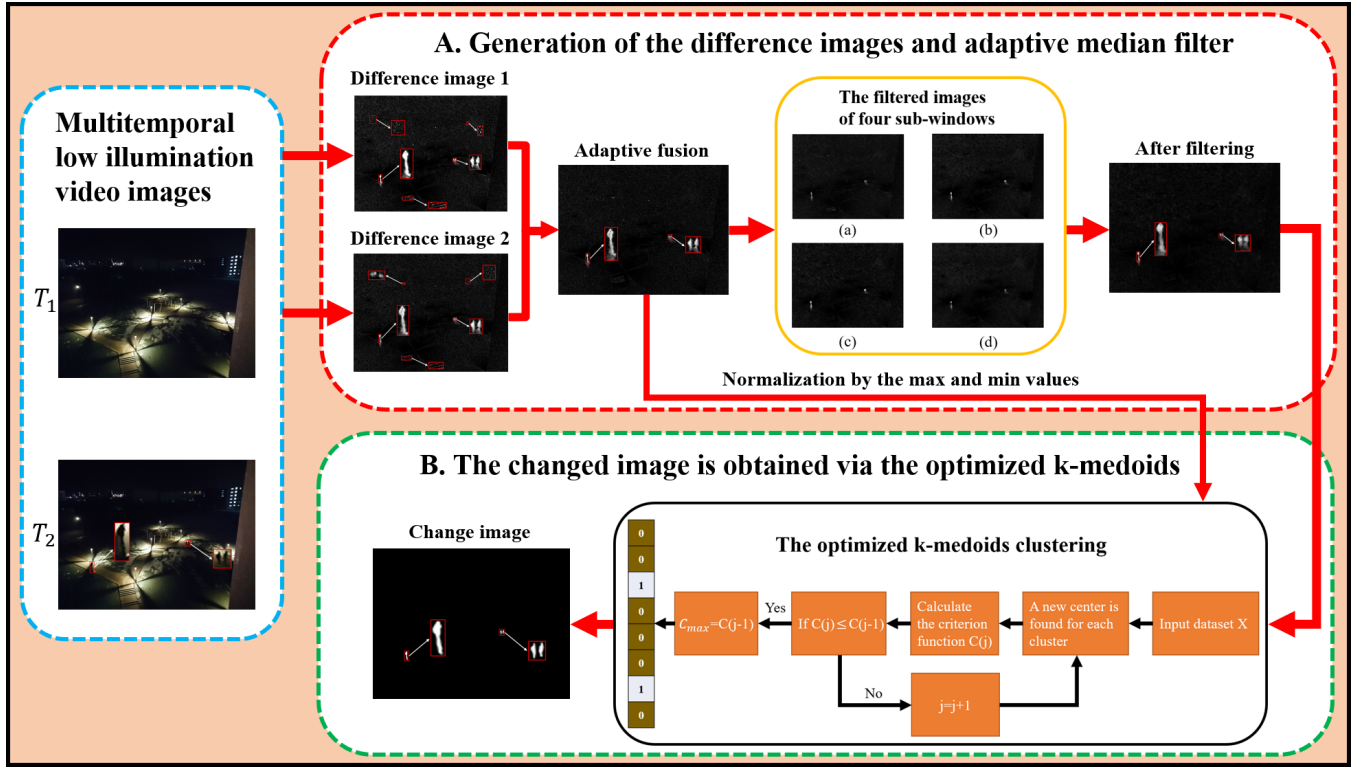 A. Generation of the difference images and adaptive median filter
Multitemporal
low illumination
video images
T₁
T₂
Difference image 1
Difference image 2
Adaptive fusion
The filtered images
of four sub-windows
(a)
(b)
(c)
(d)
After filtering
Normalization by the max and min values
B. The changed image is obtained via the optimized k-medoids
Change image
The optimized k-medoids clustering
0
0
1
0
0
0
1
0
C_max=C(j-1)
Yes
If C(j)≤C(j-1)
Calculate
the criterion
function C(j)
A new center is
found for each
cluster
Input dataset X
No
j=j+1